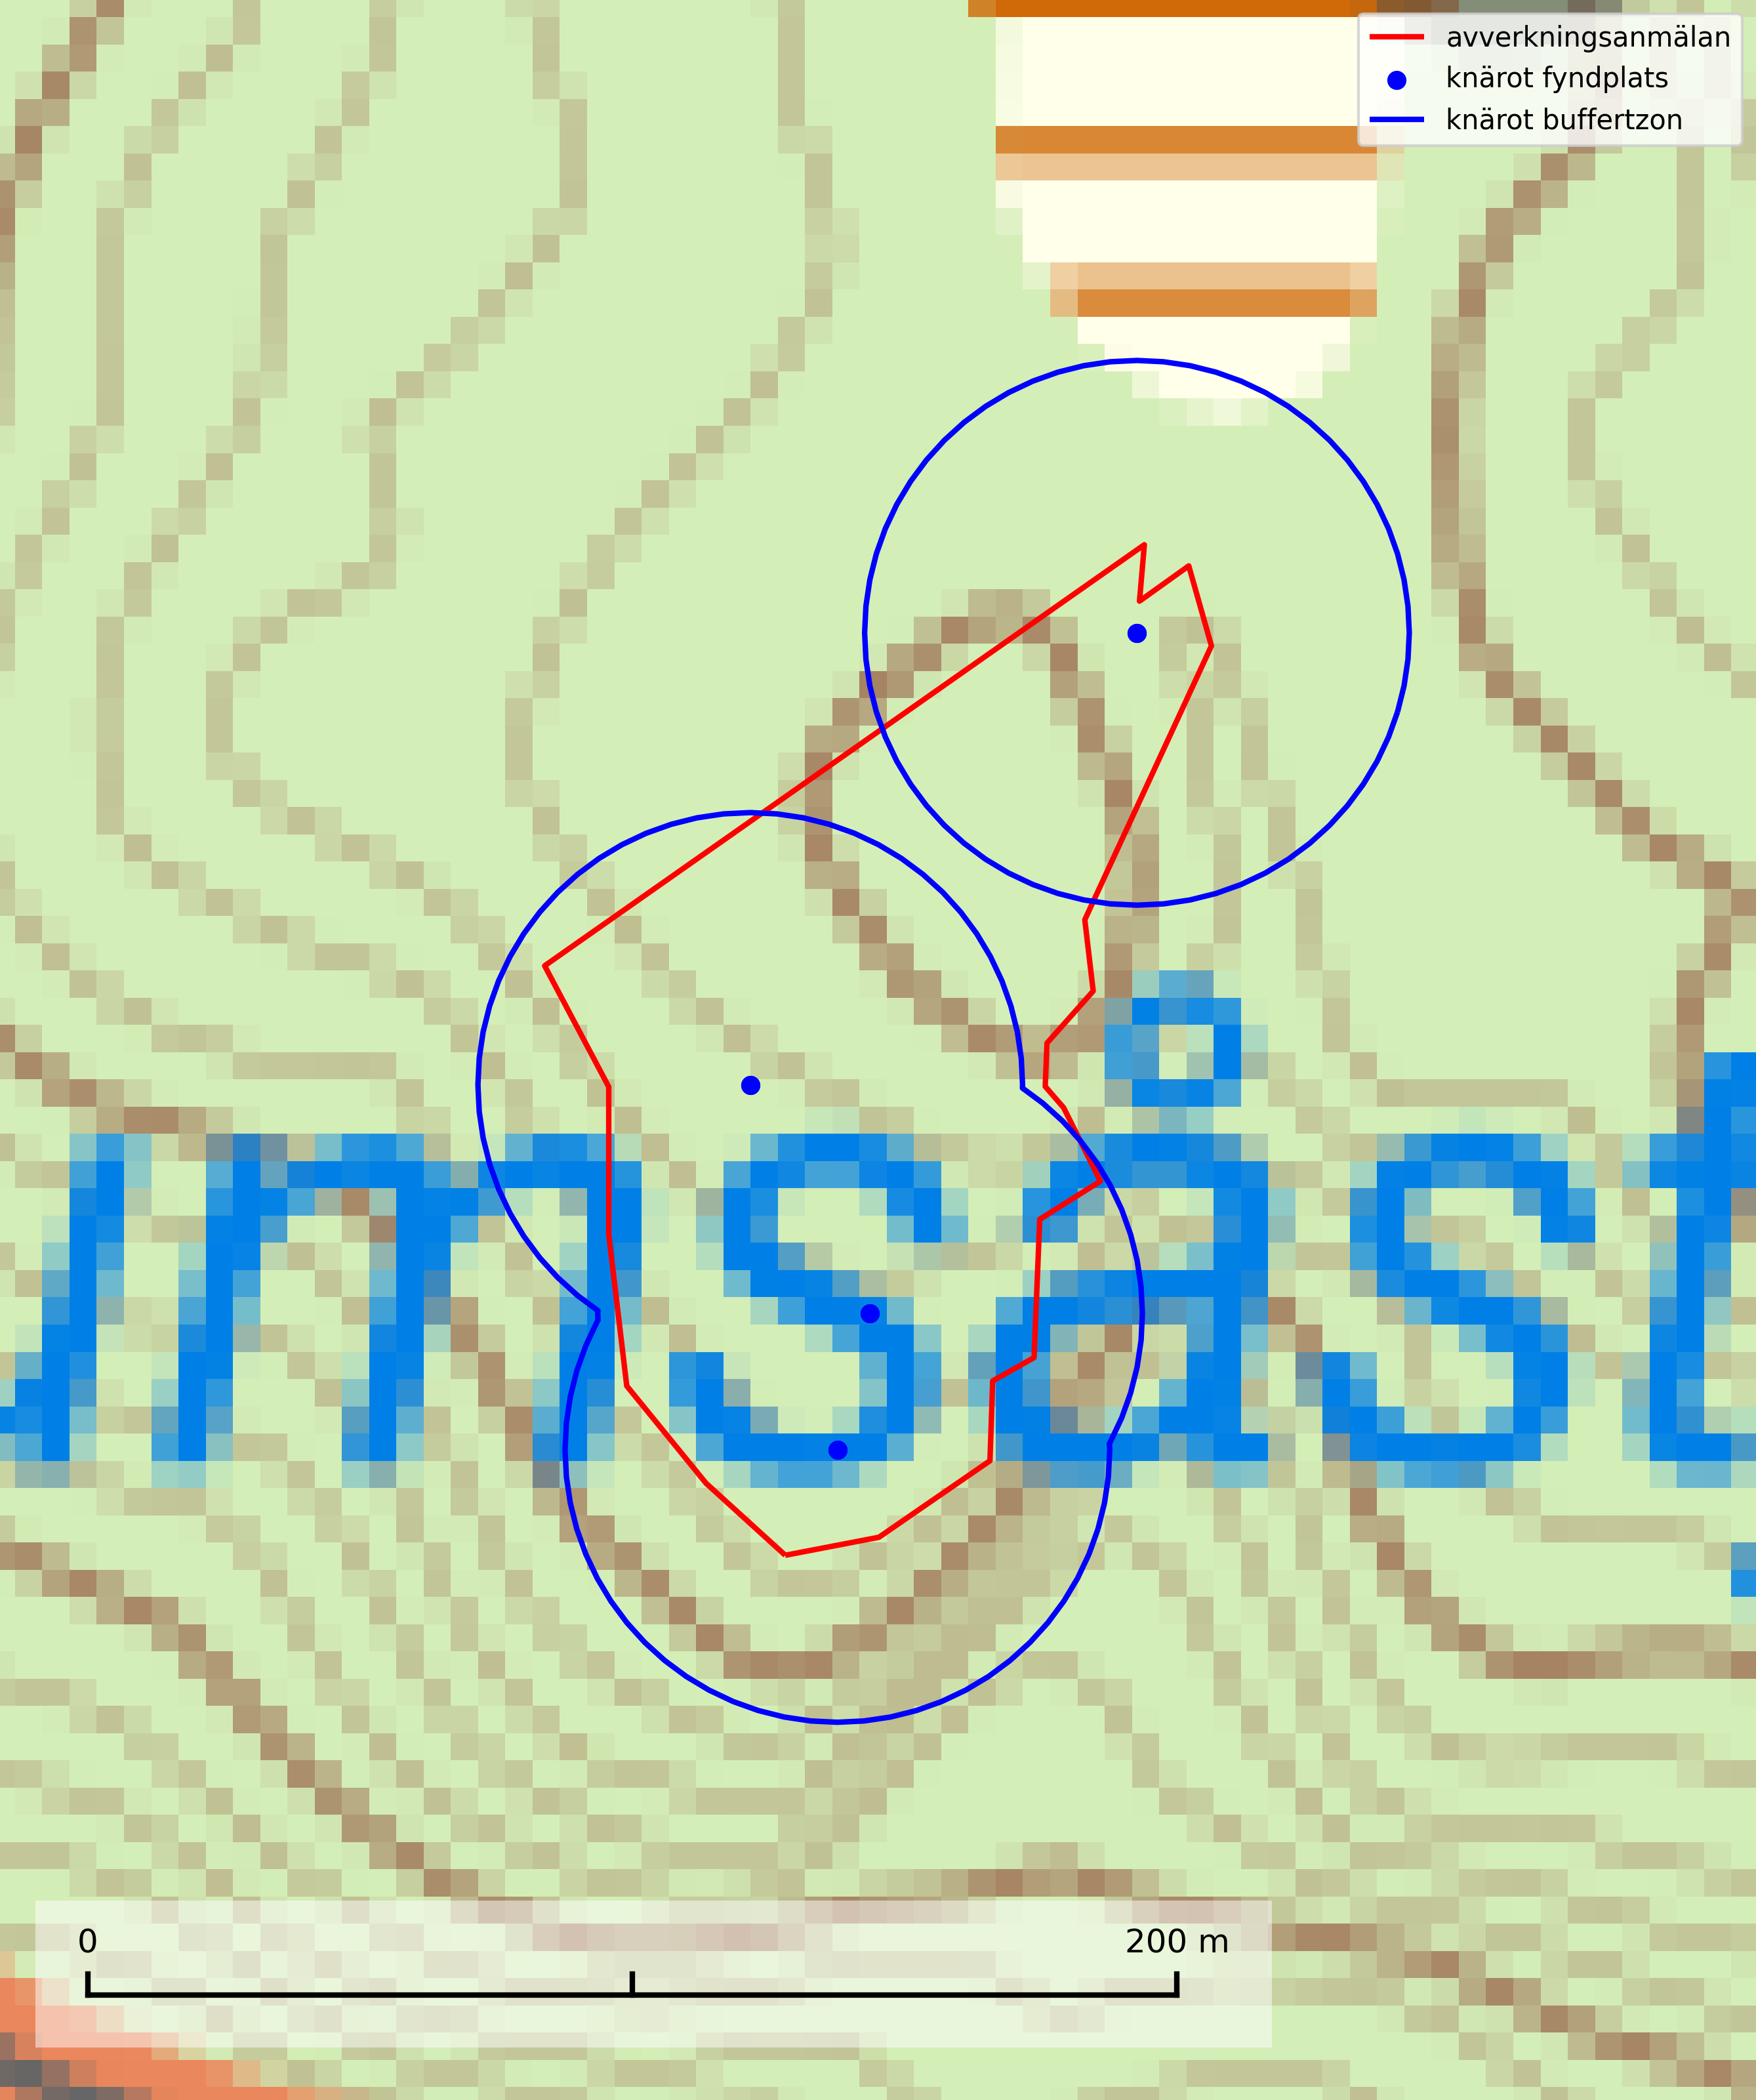 avverkningsanmälan
knärot fyndplats
knärot buffertzon
0
200 m